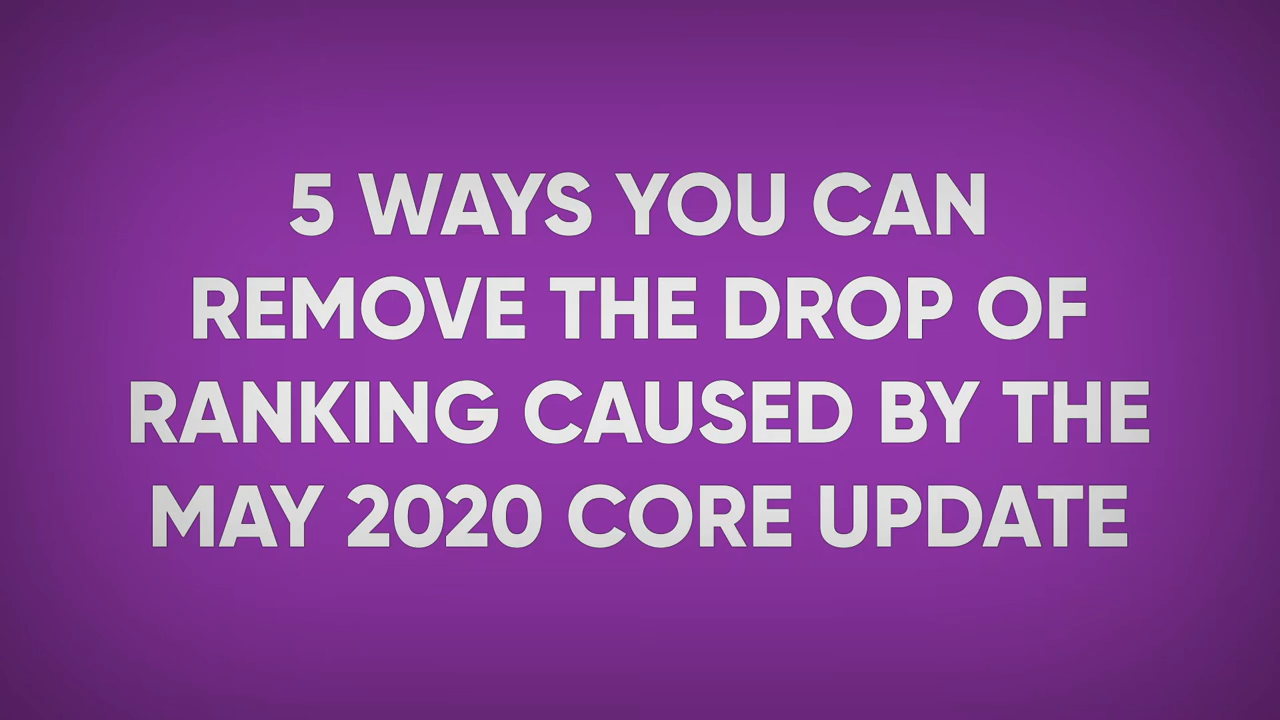 5 WAYS YOU CAN
REMOVE THE DROP OF
RANKING CAUSED BY THE
MAY 2020 CORE UPDATE